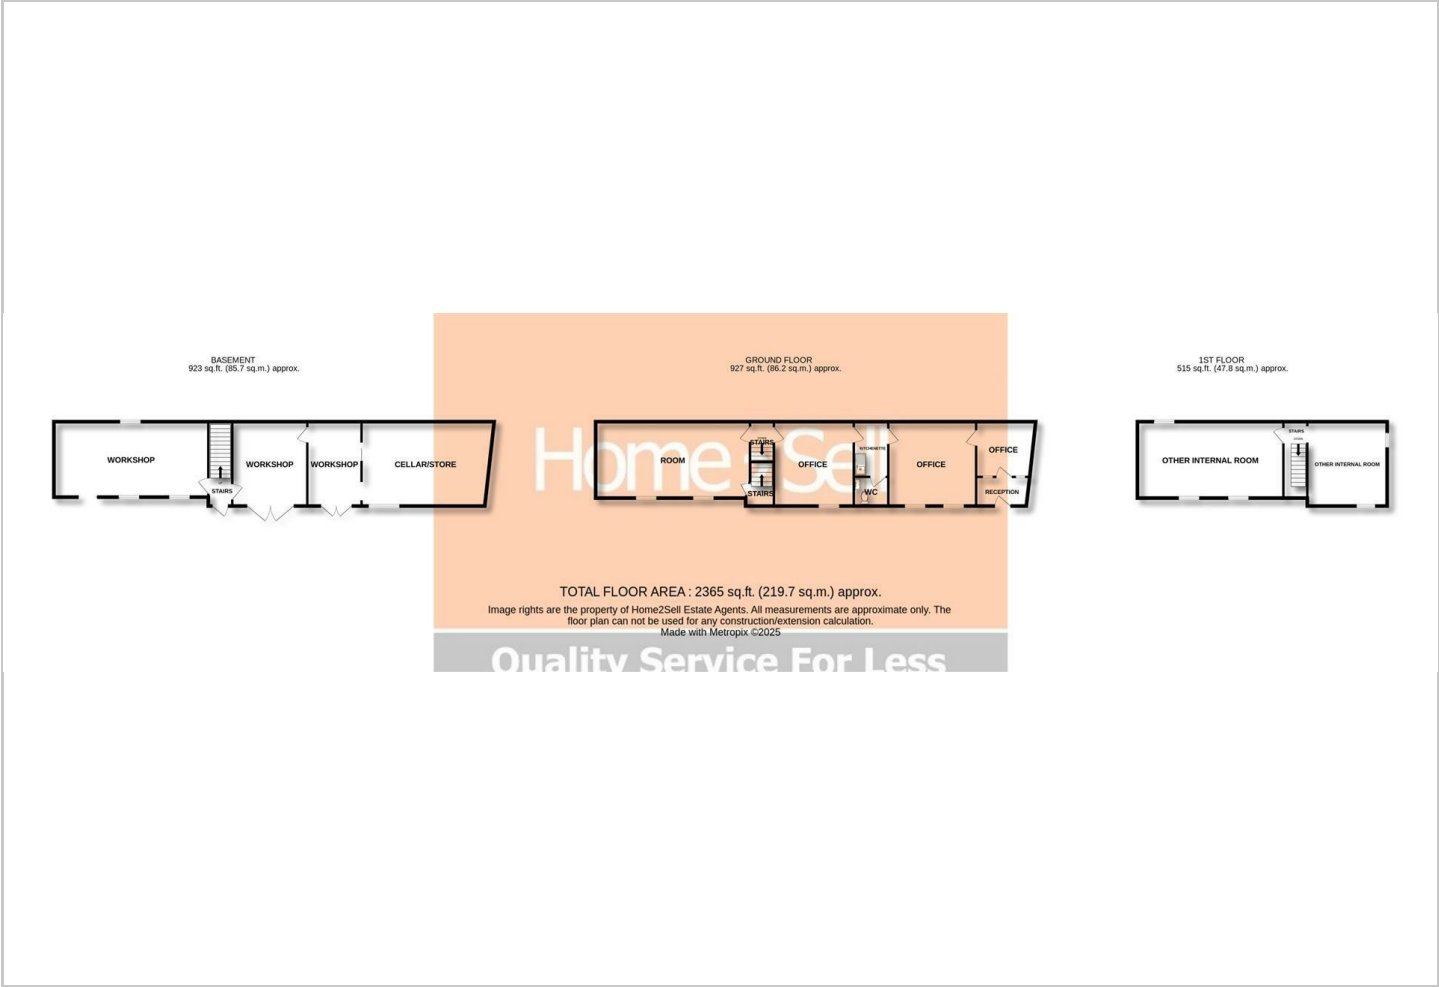 BASEMENT
923 sq.ft. (85.7 sq.m.) approx.
GROUND FLOOR
927 sq.ft. (86.2 sq.m.) approx.
1ST FLOOR
515 sq.ft. (47.8 sq.m.) approx.
WORKSHOP
STAIRS
WORKSHOP
WORKSHOP
CELLAR/STORE
Home2Sell
ROOM
STAIRS
STAIRS
OFFICE
KITCHENETTE
WC
OFFICE
OFFICE
RECEPTION
OTHER INTERNAL ROOM
STAIRS
OTHER INTERNAL ROOM
TOTAL FLOOR AREA : 2365 sq.ft. (219.7 sq.m.) approx.
Image rights are the property of Home2Sell Estate Agents. All measurements are approximate only. The
floor plan can not be used for any construction/extension calculation.
Made with Metropix ©2025
Quality Service For Less